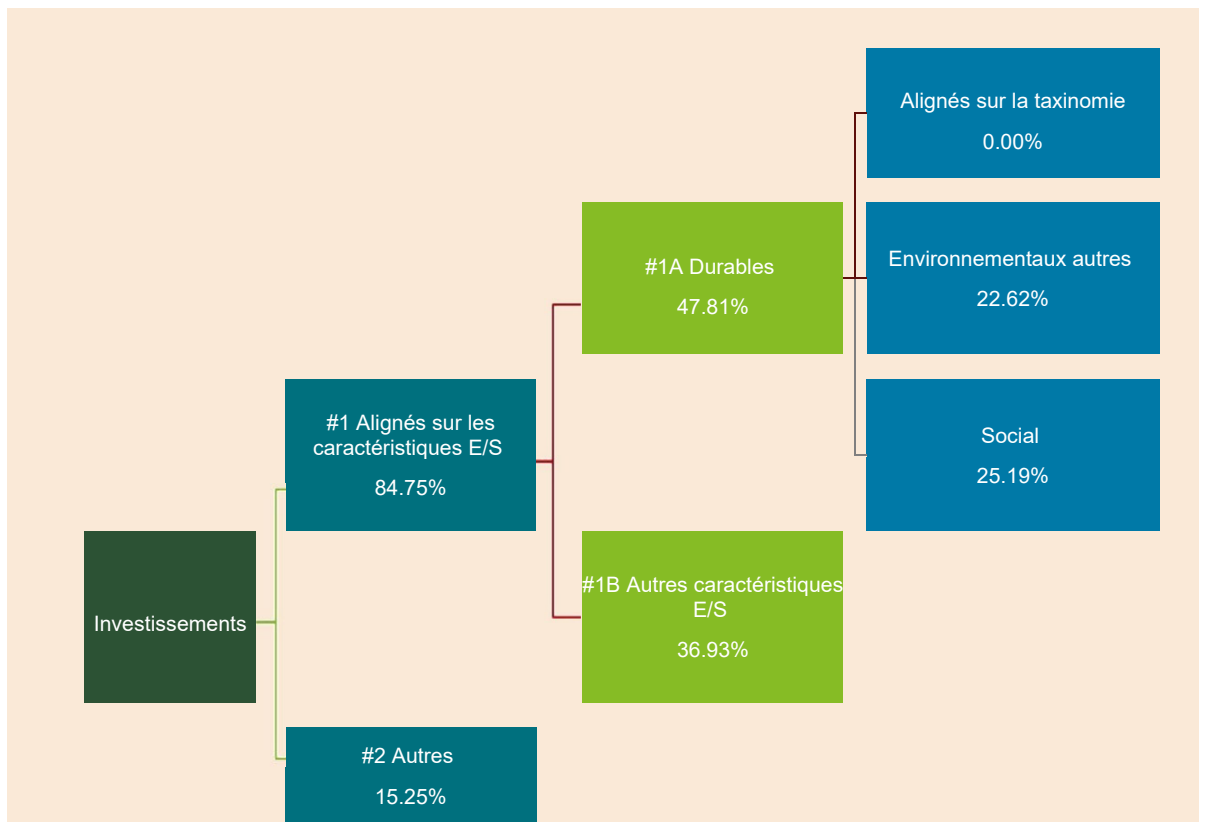 Alignés sur la taxinomie
0.00%
#1A Durables
47.81%
Environnementaux autres
22.62%
#1 Alignés sur les
caractéristiques E/S
84.75%
Social
25.19%
Investissements
#1B Autres caractéristiques
E/S
36.93%
#2 Autres
15.25%